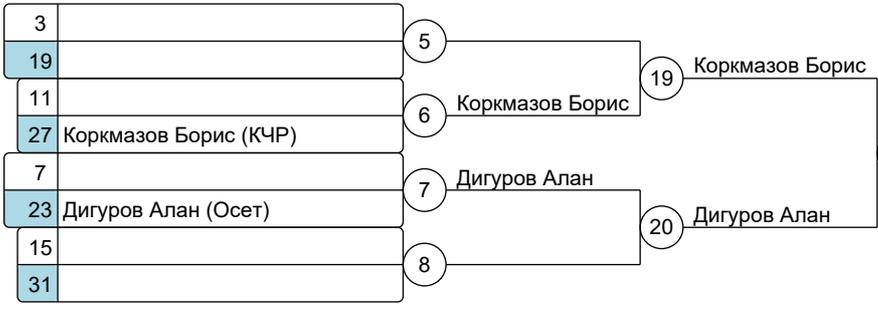 3
19
5
11
27 Коркмазов Борис (КЧР)
6 Коркмазов Борис
19 Коркмазов Борис
7
23 Дигуров Алан (Осет)
7 Дигуров Алан
15
31
8
20 Дигуров Алан